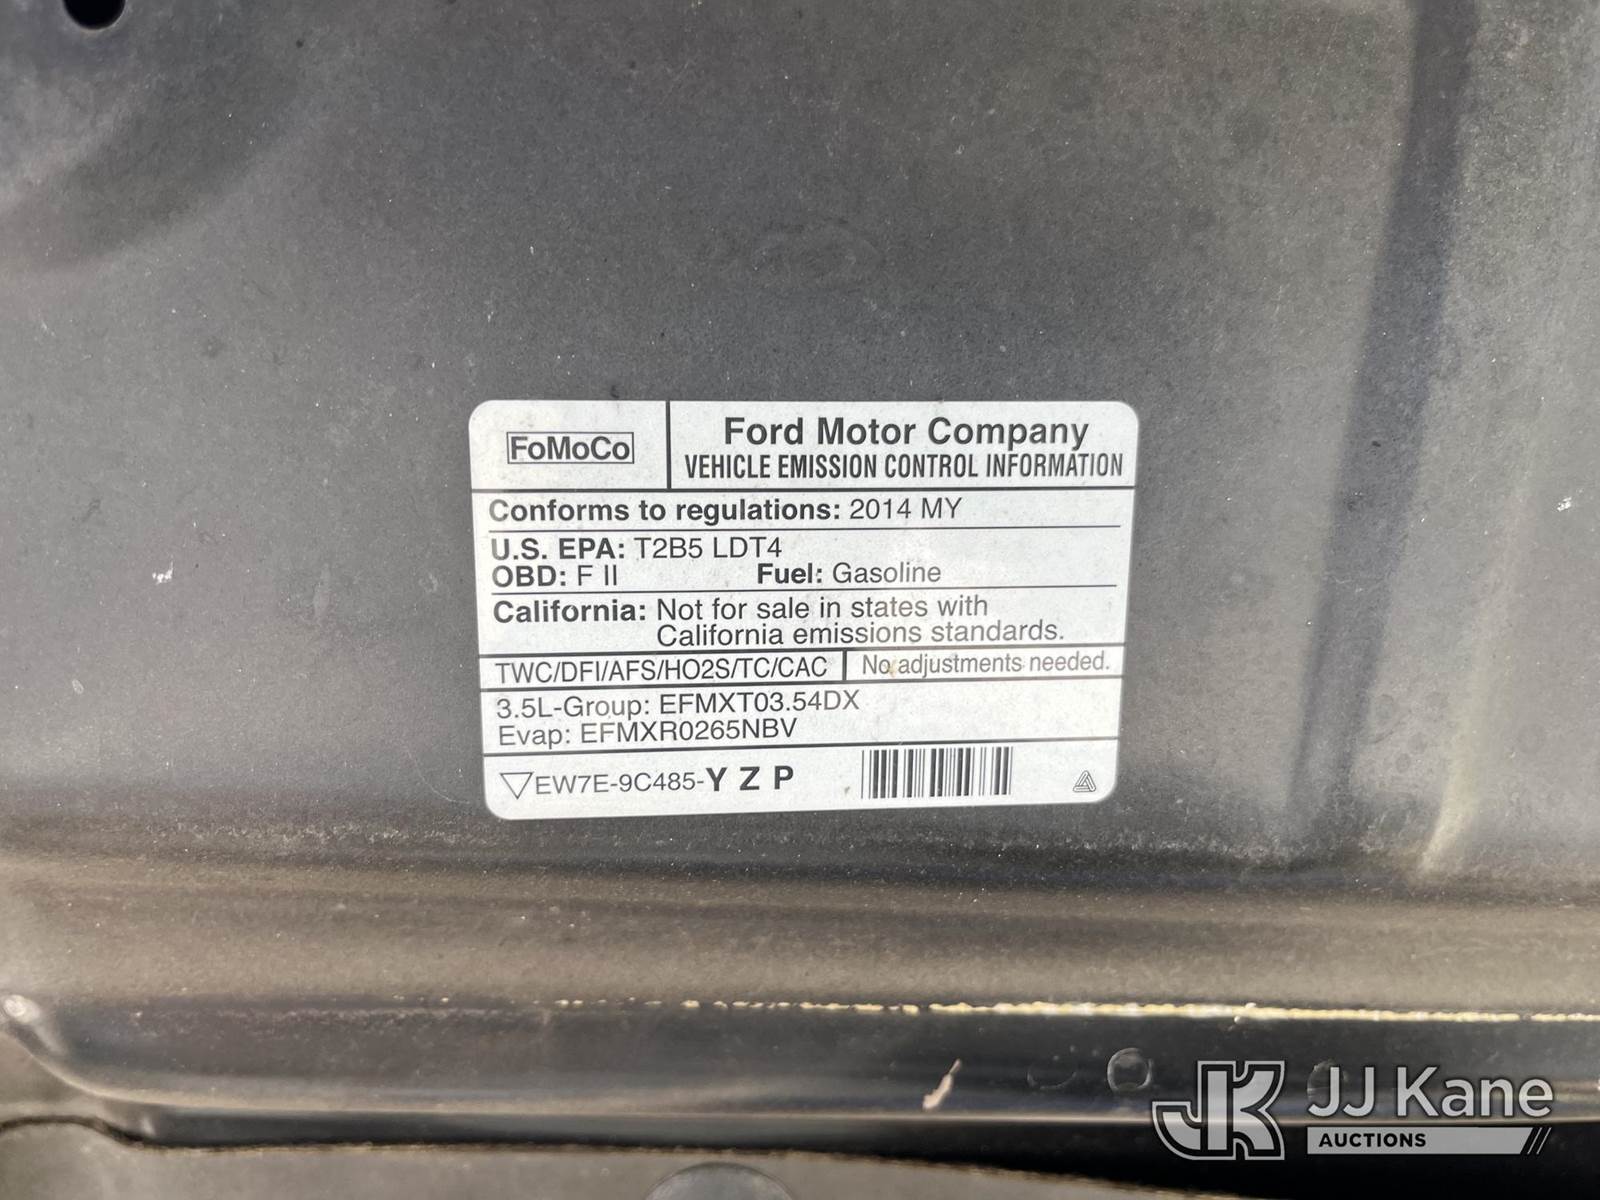 FoMoCo
Ford Motor Company
VEHICLE EMISSION CONTROL INFORMATION
Conforms to regulations: 2014 MY
U.S. EPA: T2B5 LDT4
OBD: F II Fuel: Gasoline
California: Not for sale in states with
California emissions standards.
TWC/DFI/AFS/HO2S/TC/CAC No adjustments needed.
3.5L-Group: EFMXT03.54DX
Evap: EFMXR0265NBV
EW7E-9C485-Y Z P
JK JJ Kane
AUCTIONS